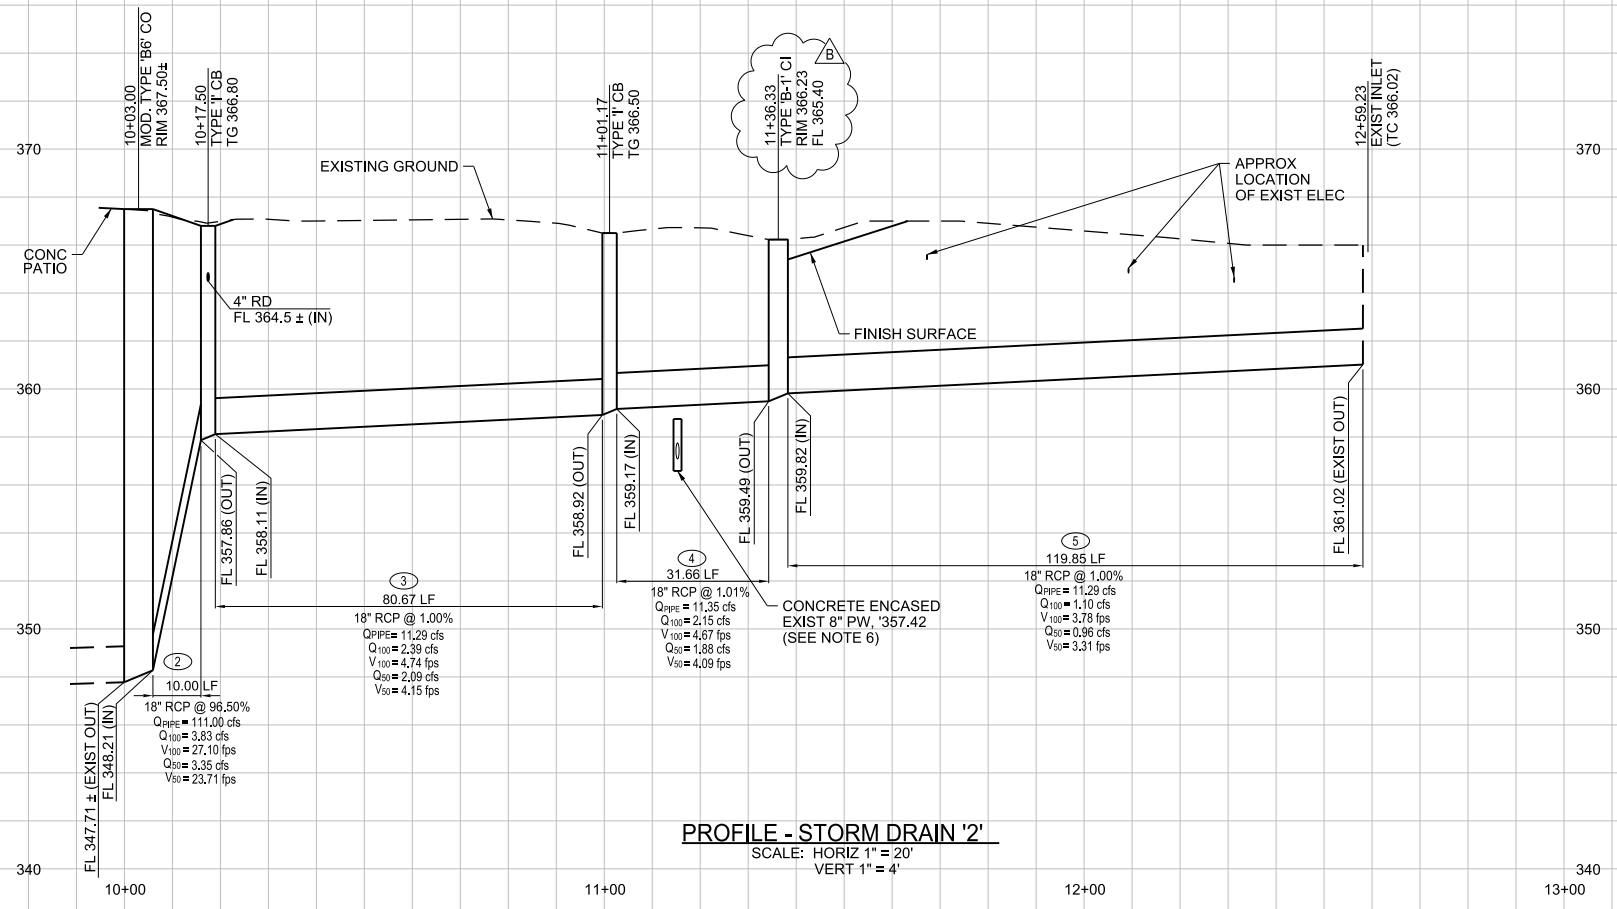 10+03.00
MOD. TYPE 'B6' CO
RIM 367.50±
10+17.50
TYPE 'I' CB
TG 366.80
11+01.17
TYPE 'I' CB
TG 366.50
B
11+36.33
TYPE 'B-1' CI
RIM 366.23
FL 365.40
12+59.23
EXIST INLET
(TC 366.02)
370
370
EXISTING GROUND
APPROX
LOCATION
OF EXIST ELEC
CONC
PATIO
4" RD
FL 364.5 ± (IN)
FINISH SURFACE
360
360
FL 357.86 (OUT)
FL 358.11 (IN)
FL 358.92 (OUT)
FL 359.17 (IN)
FL 359.49 (OUT)
FL 359.82 (IN)
FL 361.02 (EXIST OUT)
3
80.67 LF
18" RCP @ 1.00%
QPIPE= 11.29 cfs
Q100 = 2.39 cfs
V100 = 4.74 fps
Q50 = 2.09 cfs
V50 = 4.15 fps
4
31.66 LF
18" RCP @ 1.01%
QPIPE = 11.35 cfs
Q100 = 2.15 cfs
V100 = 4.67 fps
Q50 = 1.88 cfs
V50 = 4.09 fps
5
119.85 LF
18" RCP @ 1.00%
QPIPE = 11.29 cfs
Q100 = 1.10 cfs
V100 = 3.78 fps
Q50 = 0.96 cfs
V50 = 3.31 fps
CONCRETE ENCASED
EXIST 8" PW, '357.42
(SEE NOTE 6)
350
350
2
10.00 LF
18" RCP @ 96.50%
QPIPE = 111.00 cfs
Q100 = 3.83 cfs
V100 = 27.10 fps
Q50 = 3.35 cfs
V50 = 23.71 fps
FL 347.71 ± (EXIST OUT)
FL 348.21 (IN)
PROFILE - STORM DRAIN '2'
SCALE: HORIZ 1" = 20'
VERT 1" = 4'
340
340
10+00
11+00
12+00
13+00